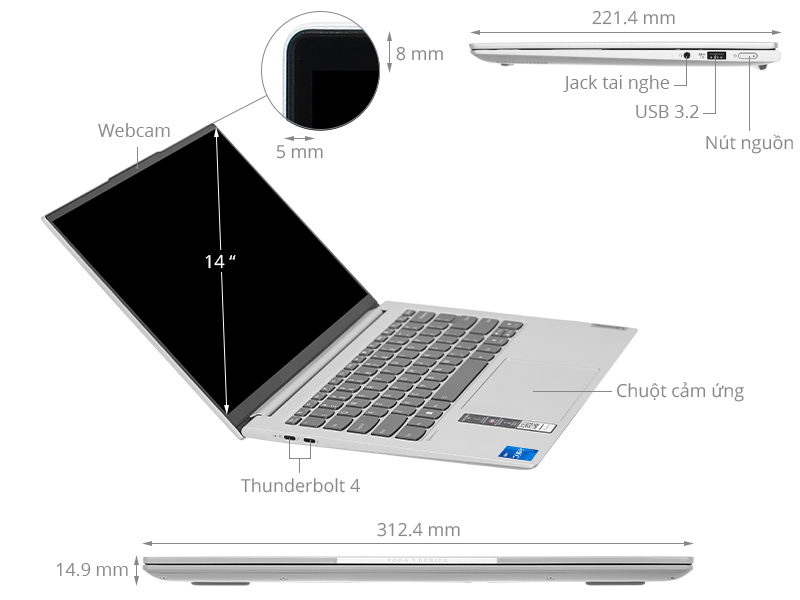 221.4 mm
8 mm
Jack tai nghe
USB 3.2
Webcam
Nút nguồn
5 mm
14 “
Chuột cảm ứng
Thunderbolt 4
312.4 mm
14.9 mm